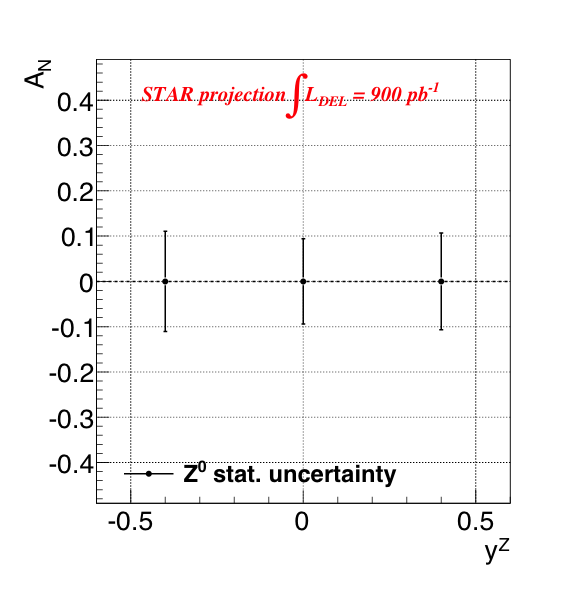 A_N
STAR projection ∫ L_DEL = 900 pb^-1
0.4
0.3
0.2
0.1
0
-0.1
-0.2
-0.3
-0.4
Z^0 stat. uncertainty
-0.5 0 0.5
y^Z